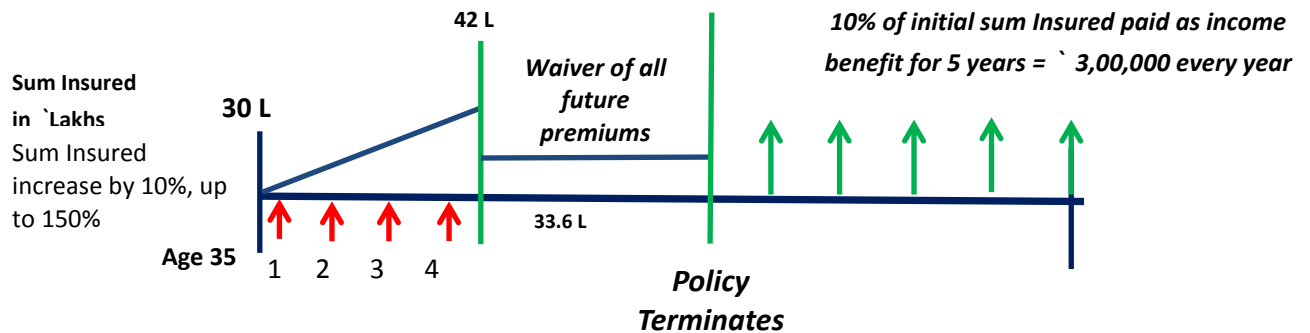 42 L
10% of initial sum Insured paid as income
benefit for 5 years = ` 3,00,000 every year
Waiver of all
future
premiums
Sum Insured
in `Lakhs
30 L
Sum Insured
increase by 10%, up
to 150%
33.6 L
Age 35
1 2 3 4
Policy
Terminates